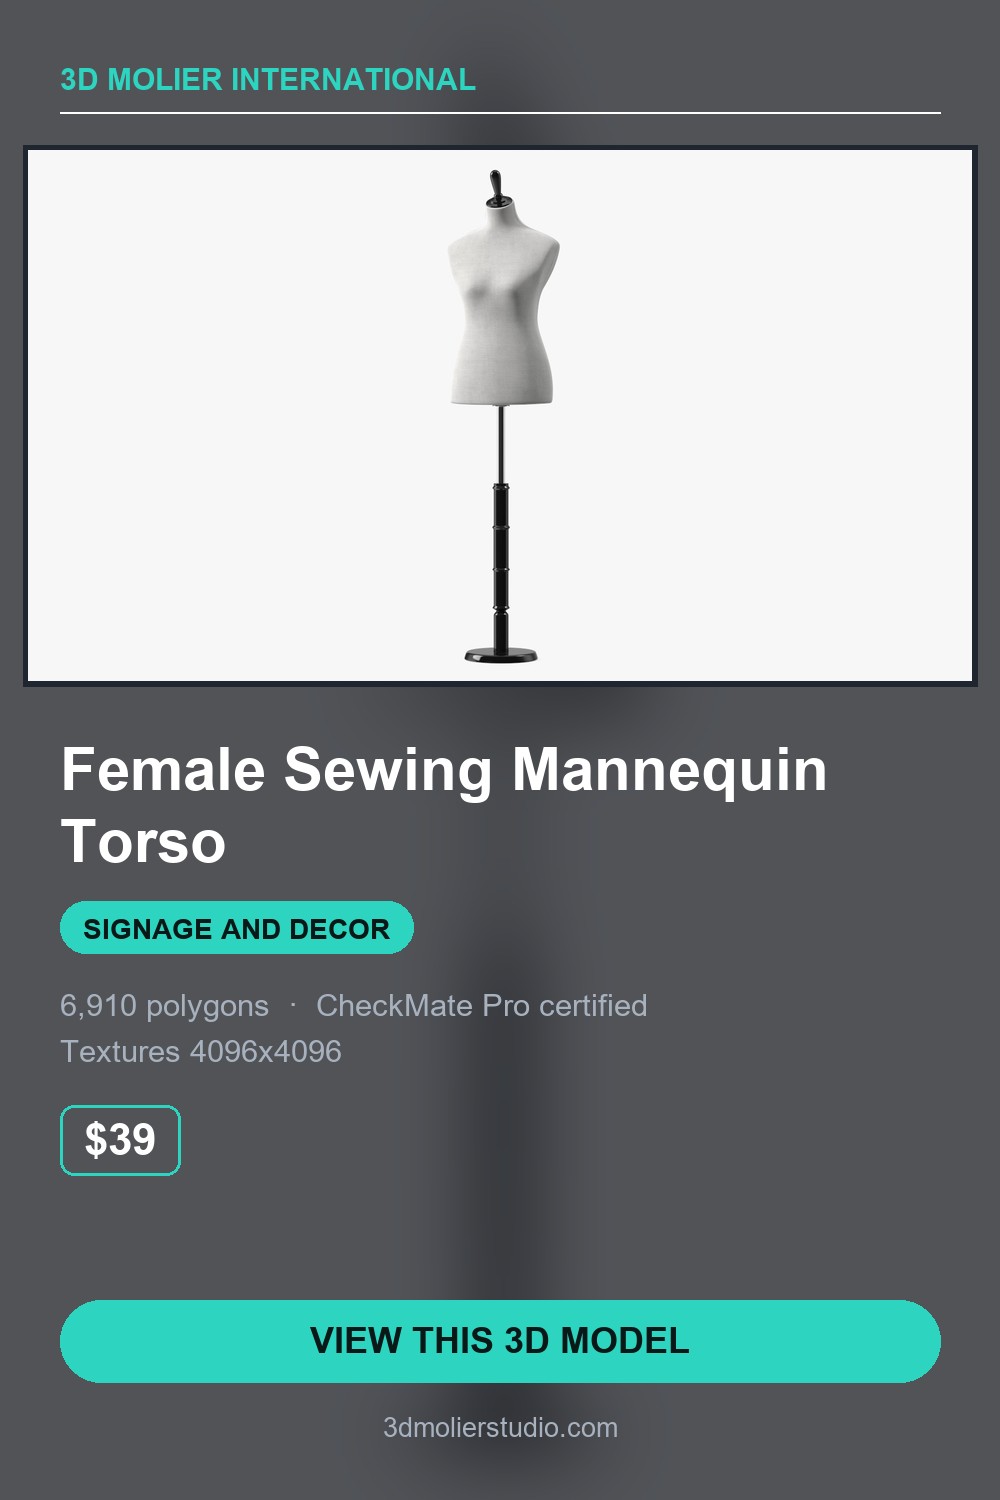 3D MOLIER INTERNATIONAL
Female Sewing Mannequin
Torso
SIGNAGE AND DECOR
6,910 polygons · CheckMate Pro certified
Textures 4096x4096
$39
VIEW THIS 3D MODEL
3dmolierstudio.com